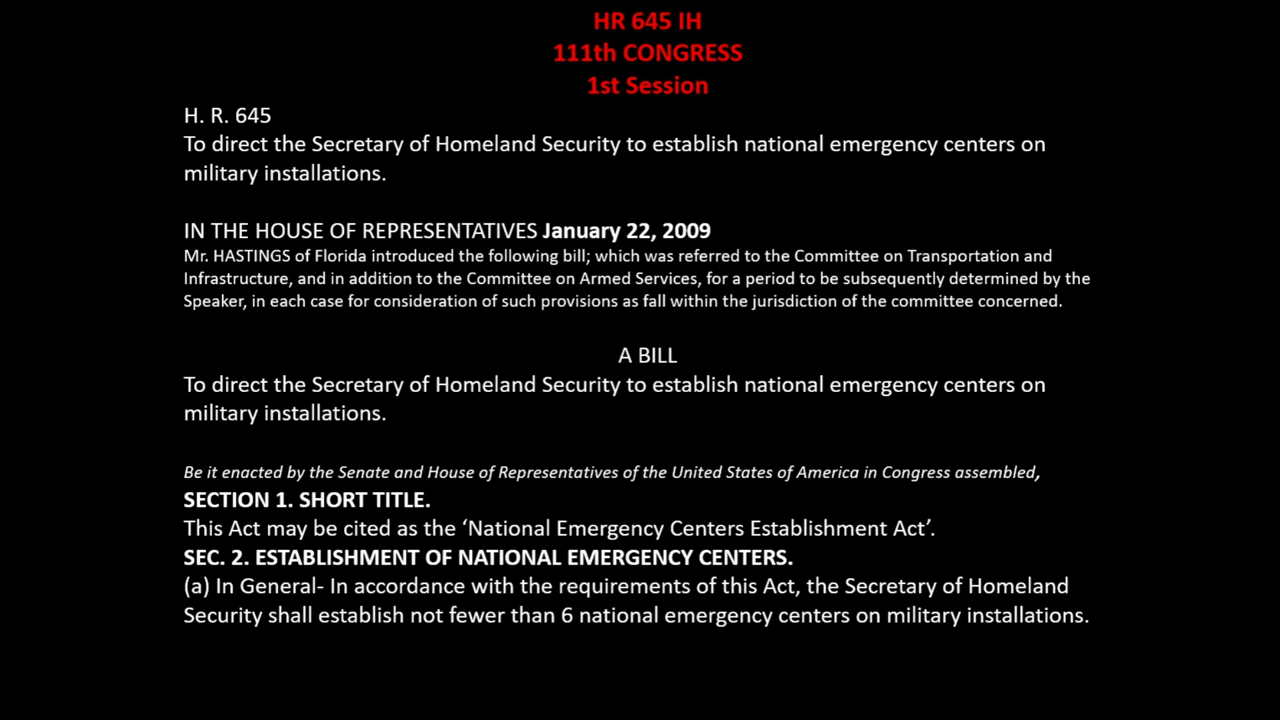 HR 645 IH
111th CONGRESS
1st Session
H. R. 645
To direct the Secretary of Homeland Security to establish national emergency centers on
military installations.
IN THE HOUSE OF REPRESENTATIVES January 22, 2009
Mr. HASTINGS of Florida introduced the following bill; which was referred to the Committee on Transportation and
Infrastructure, and in addition to the Committee on Armed Services, for a period to be subsequently determined by the
Speaker, in each case for consideration of such provisions as fall within the jurisdiction of the committee concerned.
A BILL
To direct the Secretary of Homeland Security to establish national emergency centers on
military installations.
Be it enacted by the Senate and House of Representatives of the United States of America in Congress assembled,
SECTION 1. SHORT TITLE.
This Act may be cited as the ‘National Emergency Centers Establishment Act’.
SEC. 2. ESTABLISHMENT OF NATIONAL EMERGENCY CENTERS.
(a) In General- In accordance with the requirements of this Act, the Secretary of Homeland
Security shall establish not fewer than 6 national emergency centers on military installations.